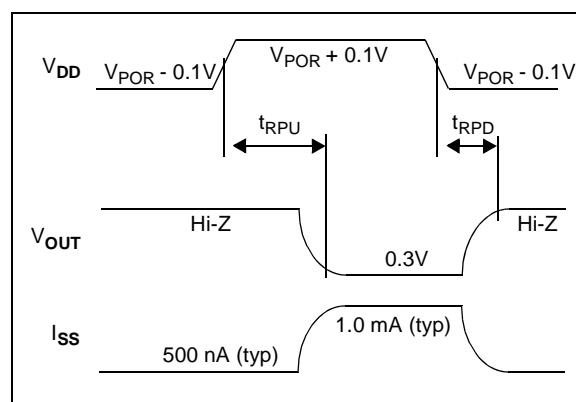 VDD
VPOR - 0.1V
VPOR + 0.1V
VPOR - 0.1V
tRPU
tRPD
VOUT
Hi-Z
0.3V
Hi-Z
ISS
500 nA (typ)
1.0 mA (typ)